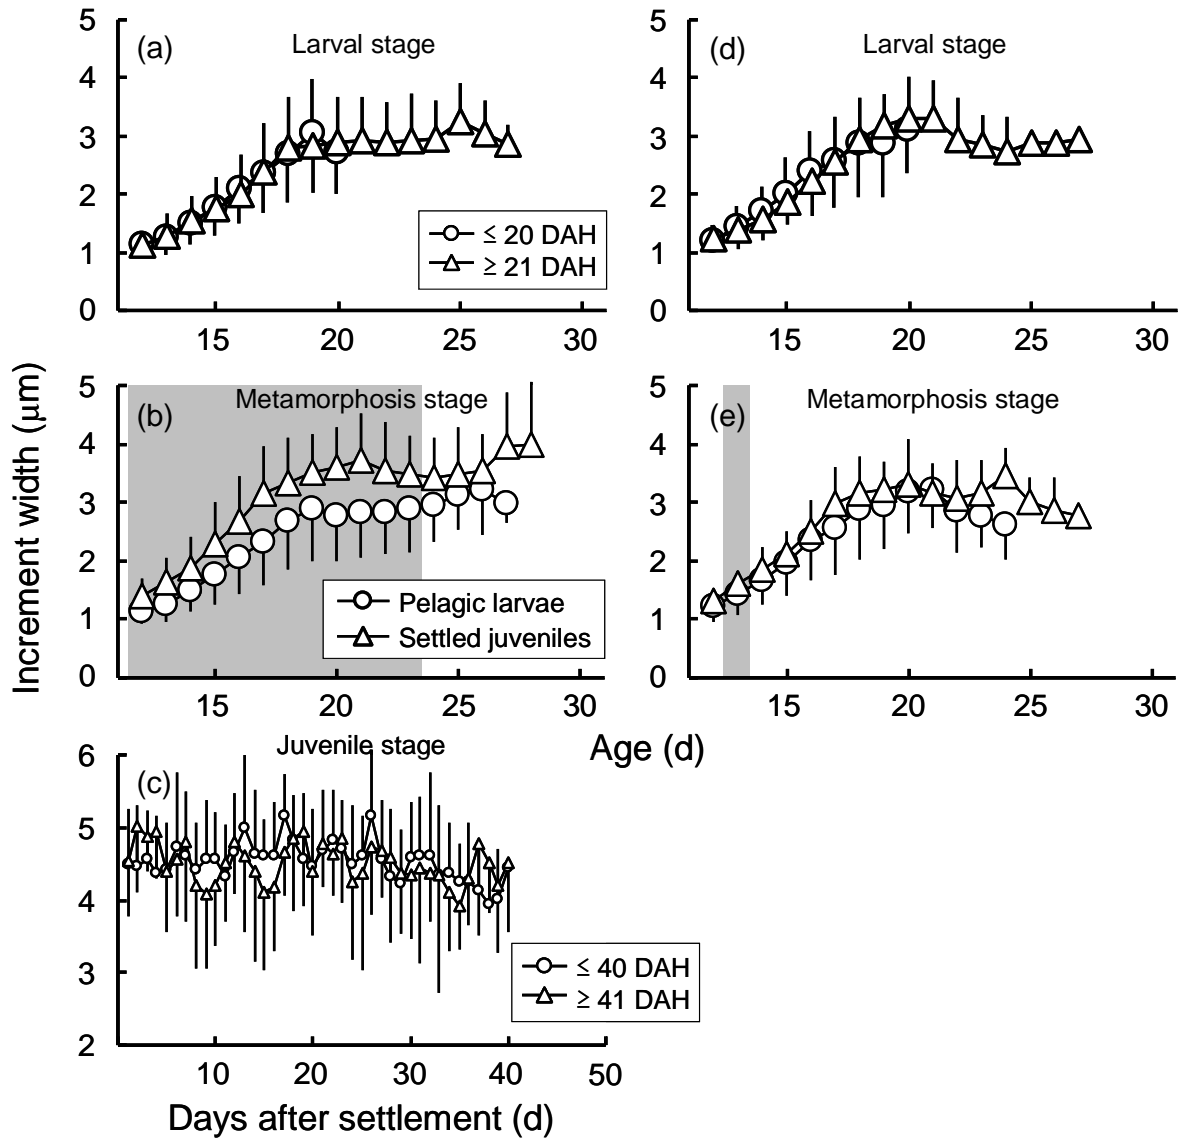 Increment width (μm)
(a)
Larval stage
5
4
3
2
1
0
15
20
25
30
≤ 20 DAH
≥ 21 DAH
(d)
Larval stage
5
4
3
2
1
0
15
20
25
30
(b)
Metamorphosis stage
5
4
3
2
1
0
15
20
25
30
Pelagic larvae
Settled juveniles
(e)
Metamorphosis stage
5
4
3
2
1
0
15
20
25
30
Age (d)
(c)
Juvenile stage
6
5
4
3
2
10
20
30
40
50
≤ 40 DAH
≥ 41 DAH
Days after settlement (d)